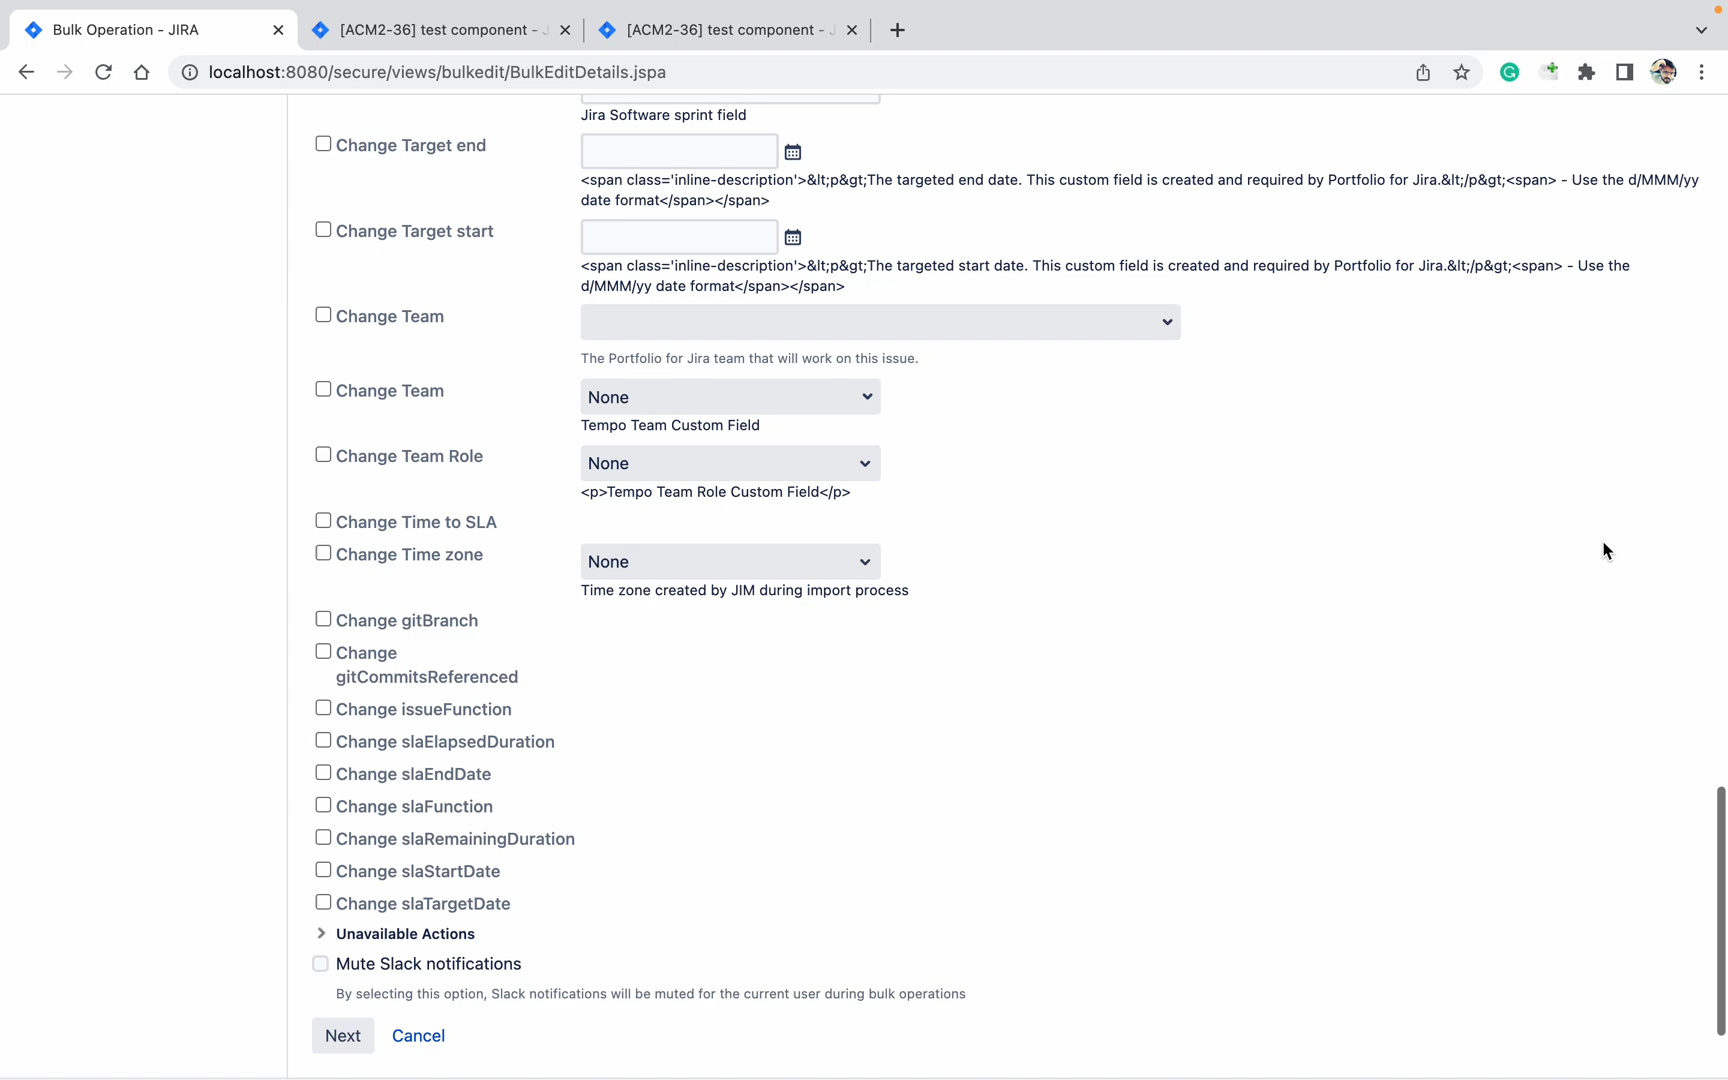 Bulk Operation - JIRA
[ACM2-36] test component - J
[ACM2-36] test component - J
localhost:8080/secure/views/bulkedit/BulkEditDetails.jspa
Jira Software sprint field
Change Target end
<span class='inline-description'>&lt;p&gt;The targeted end date. This custom field is created and required by Portfolio for Jira.&lt;/p&gt;<span> - Use the d/MMM/yy
date format</span></span>
Change Target start
<span class='inline-description'>&lt;p&gt;The targeted start date. This custom field is created and required by Portfolio for Jira.&lt;/p&gt;<span> - Use the
d/MMM/yy date format</span></span>
Change Team
The Portfolio for Jira team that will work on this issue.
Change Team
None
Tempo Team Custom Field
Change Team Role
None
<p>Tempo Team Role Custom Field</p>
Change Time to SLA
Change Time zone
None
Time zone created by JIM during import process
Change gitBranch
Change
gitCommitsReferenced
Change issueFunction
Change slaElapsedDuration
Change slaEndDate
Change slaFunction
Change slaRemainingDuration
Change slaStartDate
Change slaTargetDate
Unavailable Actions
Mute Slack notifications
By selecting this option, Slack notifications will be muted for the current user during bulk operations
Next
Cancel